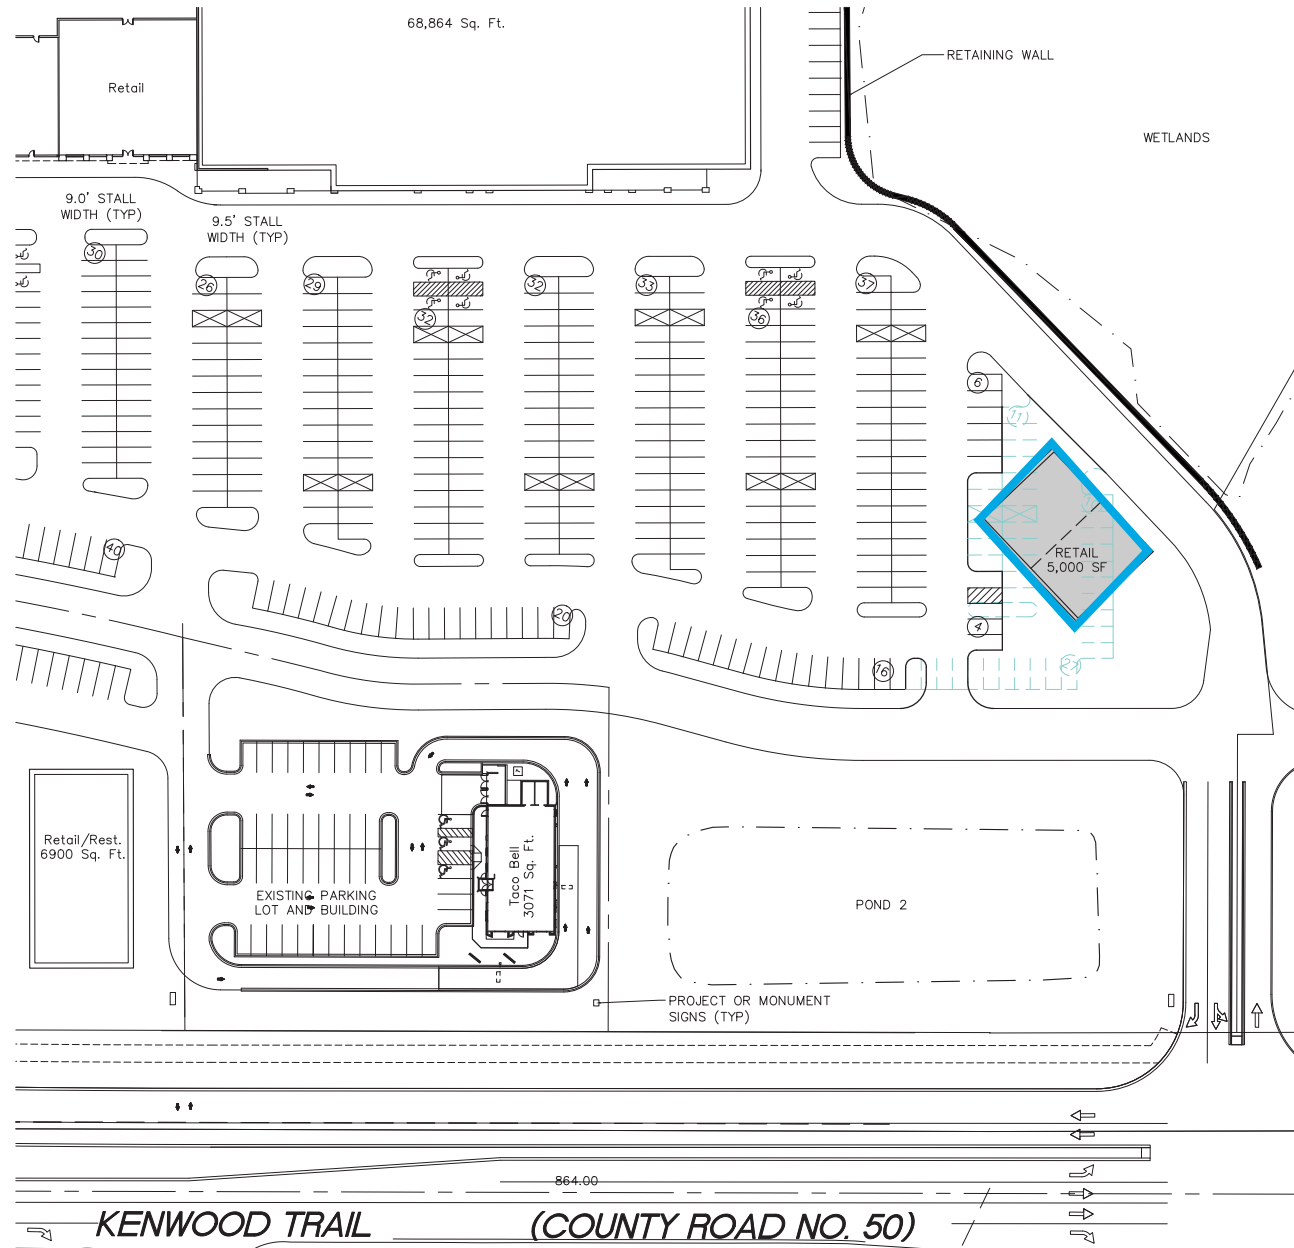 68,864 Sq. Ft.
RETAINING WALL
Retail
WETLANDS
9.0' STALL
WIDTH (TYP)
9.5' STALL
WIDTH (TYP)
30
26
29
32
32
33
36
37
6
11
40
20
4
16
27
RETAIL
5,000 SF
Retail/Rest.
6900 Sq. Ft.
EXISTING PARKING
LOT AND BUILDING
Taco Bell
3071 Sq. Ft.
POND 2
PROJECT OR MONUMENT
SIGNS (TYP)
864.00
KENWOOD TRAIL (COUNTY ROAD NO. 50)